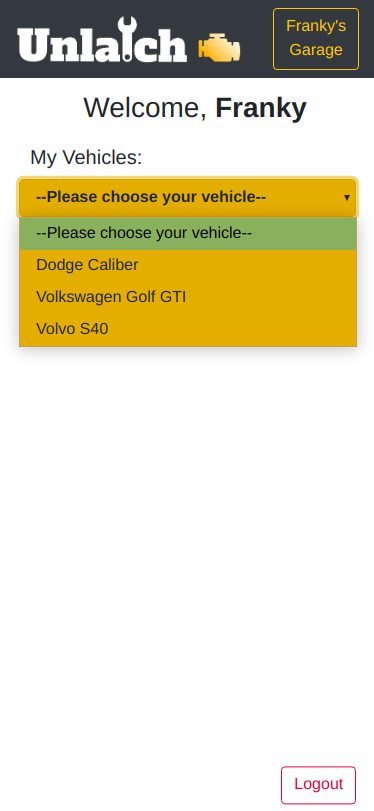 Unlatch
Franky's
Garage
Welcome, Franky
My Vehicles:
--Please choose your vehicle--
--Please choose your vehicle--
Dodge Caliber
Volkswagen Golf GTI
Volvo S40
Logout